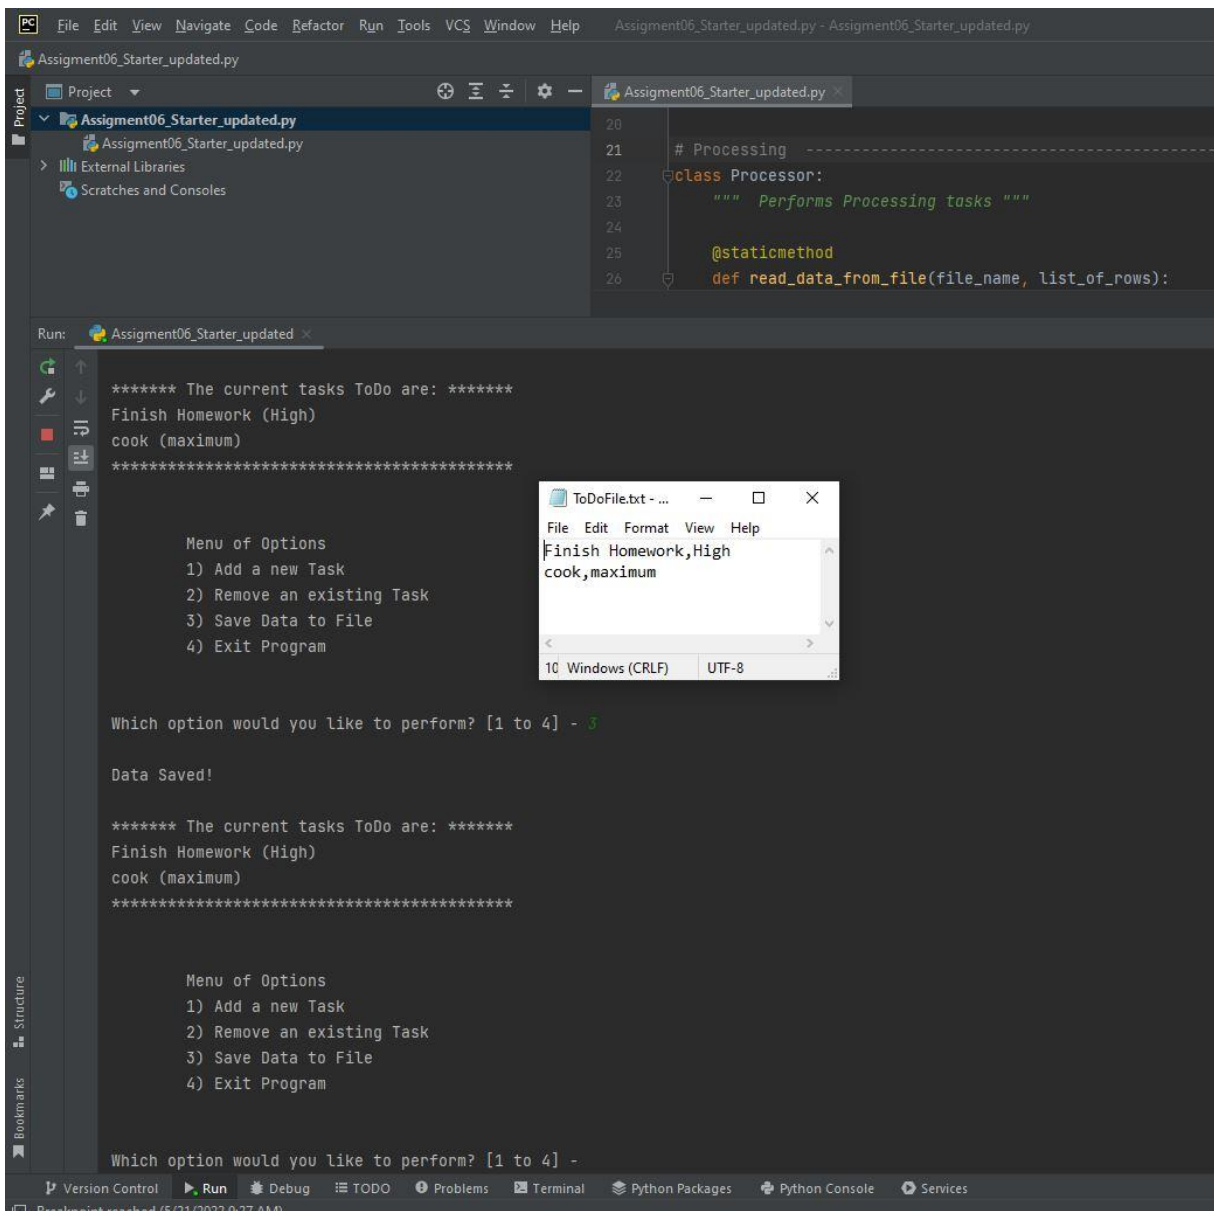 PC File Edit View Navigate Code Refactor Run Tools VCS Window Help Assigment06_Starter_updated.py - Assigment06_Starter_updated.py
Assigment06_Starter_updated.py
Project
Project
Assigment06_Starter_updated.py
Assigment06_Starter_updated.py
External Libraries
Scratches and Consoles
Assigment06_Starter_updated.py
20
21 # Processing --------------------------------------------
22 class Processor:
23 """ Performs Processing tasks """
24
25 @staticmethod
26 def read_data_from_file(file_name, list_of_rows):
Run: Assigment06_Starter_updated
******* The current tasks ToDo are: *******
Finish Homework (High)
cook (maximum)
*******************************************
Menu of Options
1) Add a new Task
2) Remove an existing Task
3) Save Data to File
4) Exit Program
Which option would you like to perform? [1 to 4] - 3
Data Saved!
******* The current tasks ToDo are: *******
Finish Homework (High)
cook (maximum)
*******************************************
Menu of Options
1) Add a new Task
2) Remove an existing Task
3) Save Data to File
4) Exit Program
Which option would you like to perform? [1 to 4] -
ToDoFile.txt - ...
File Edit Format View Help
Finish Homework,High
cook,maximum
10 Windows (CRLF) UTF-8
Structure
Bookmarks
Version Control Run Debug TODO Problems Terminal Python Packages Python Console Services
Breakpoint reached